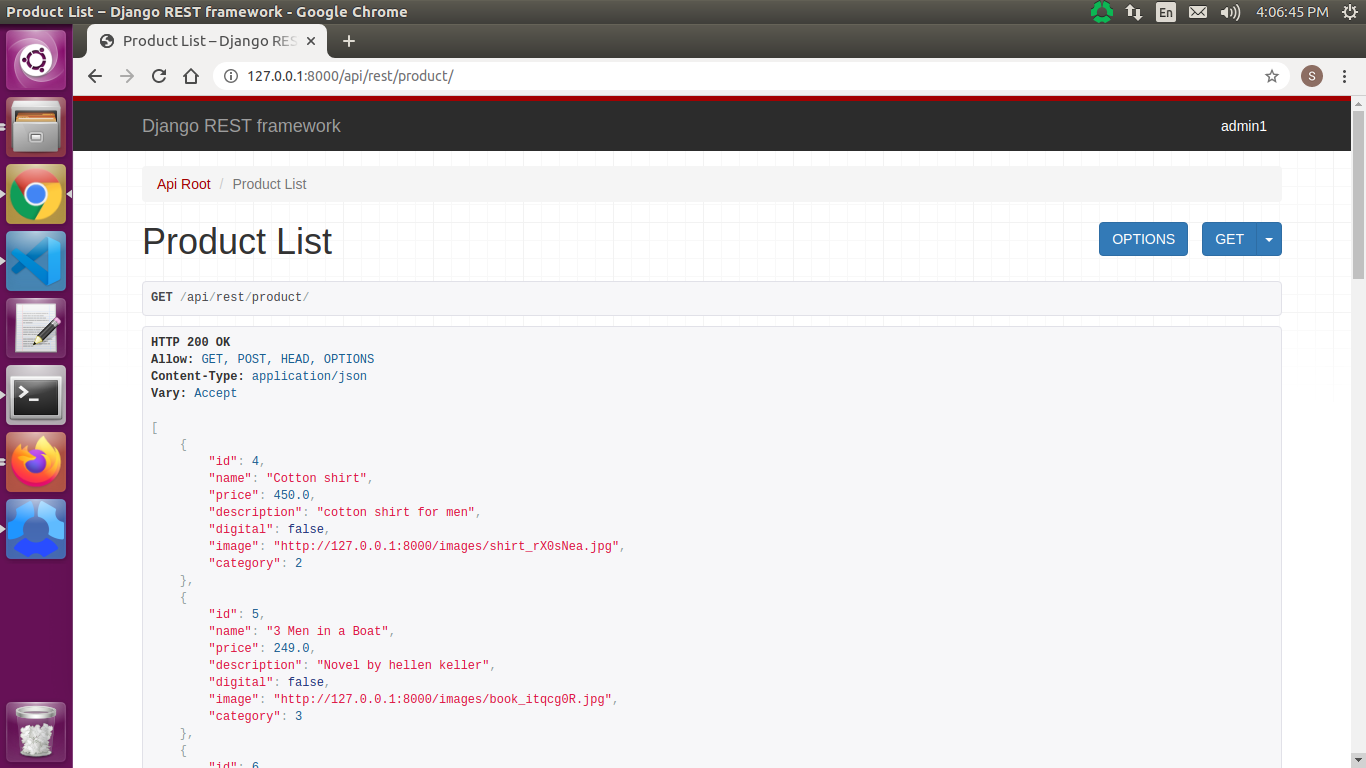 Product List – Django REST framework - Google Chrome
En
4:06:45 PM
Product List – Django RES
127.0.0.1:8000/api/rest/product/
S
Django REST framework
admin1
Api Root / Product List
Product List
OPTIONS
GET
GET /api/rest/product/
HTTP 200 OK
Allow: GET, POST, HEAD, OPTIONS
Content-Type: application/json
Vary: Accept
[
    {
        "id": 4,
        "name": "Cotton shirt",
        "price": 450.0,
        "description": "cotton shirt for men",
        "digital": false,
        "image": "http://127.0.0.1:8000/images/shirt_rX0sNea.jpg",
        "category": 2
    },
    {
        "id": 5,
        "name": "3 Men in a Boat",
        "price": 249.0,
        "description": "Novel by hellen keller",
        "digital": false,
        "image": "http://127.0.0.1:8000/images/book_itqcg0R.jpg",
        "category": 3
    },
    {
        "id": 6,